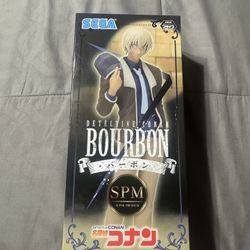 SEGA
DETECTIVE CONAN
BOURBON
・バーボン・
SPM
SUPER PREMIUM
名探偵コナン